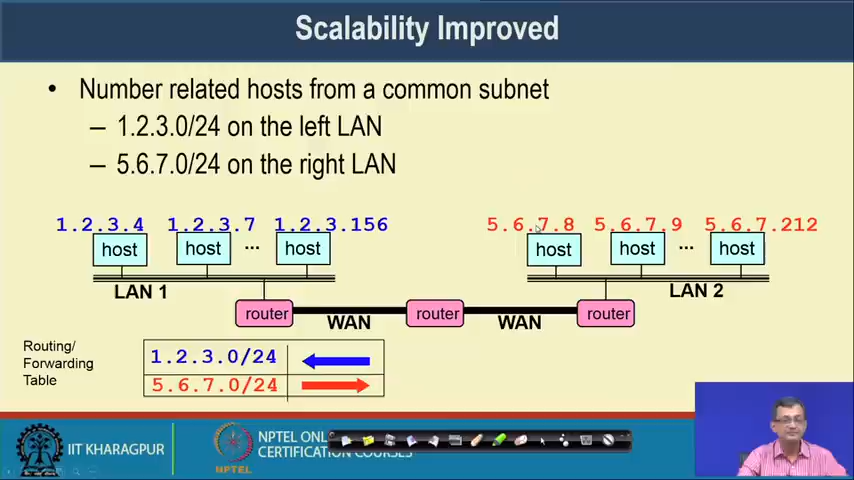 Scalability Improved
• Number related hosts from a common subnet
– 1.2.3.0/24 on the left LAN
– 5.6.7.0/24 on the right LAN
1.2.3.4 1.2.3.7 1.2.3.156 5.6.7.8 5.6.7.9 5.6.7.212
host host ... host host host ... host
LAN 1 LAN 2
router router router
WAN WAN
Routing/
Forwarding
Table
1.2.3.0/24
5.6.7.0/24
IIT KHARAGPUR
NPTEL
NPTEL ONL
CERTIFICATION COURSES